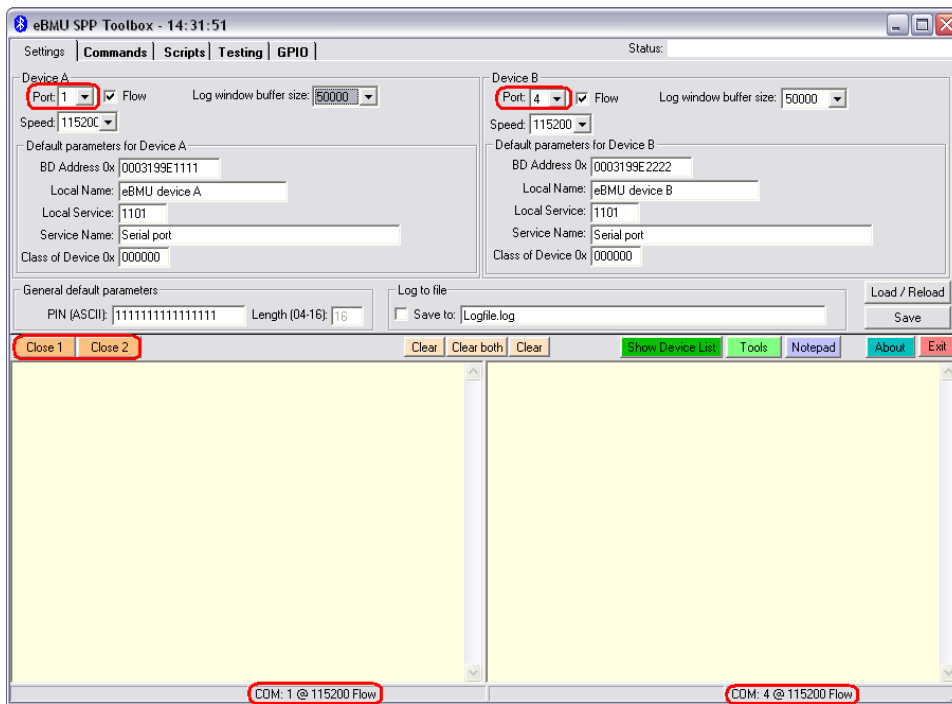 eBMU SPP Toolbox - 14:31:51
Settings Commands Scripts Testing GPIO Status:
Device A
Port: 1 Flow Log window buffer size: 50000
Speed: 115200
Default parameters for Device A
BD Address 0x 0003199E1111
Local Name: eBMU device A
Local Service: 1101
Service Name: Serial port
Class of Device 0x 000000
Device B
Port: 4 Flow Log window buffer size: 50000
Speed: 115200
Default parameters for Device B
BD Address 0x 0003199E2222
Local Name: eBMU device B
Local Service: 1101
Service Name: Serial port
Class of Device 0x 000000
General default parameters
PIN (ASCII): 1111111111111111 Length (04-16): 16
Log to file
Save to: Logfile.log
Load / Reload
Save
Close 1 Close 2 Clear Clear both Clear Show Device List Tools Notepad About Exit
COM: 1 @ 115200 Flow COM: 4 @ 115200 Flow